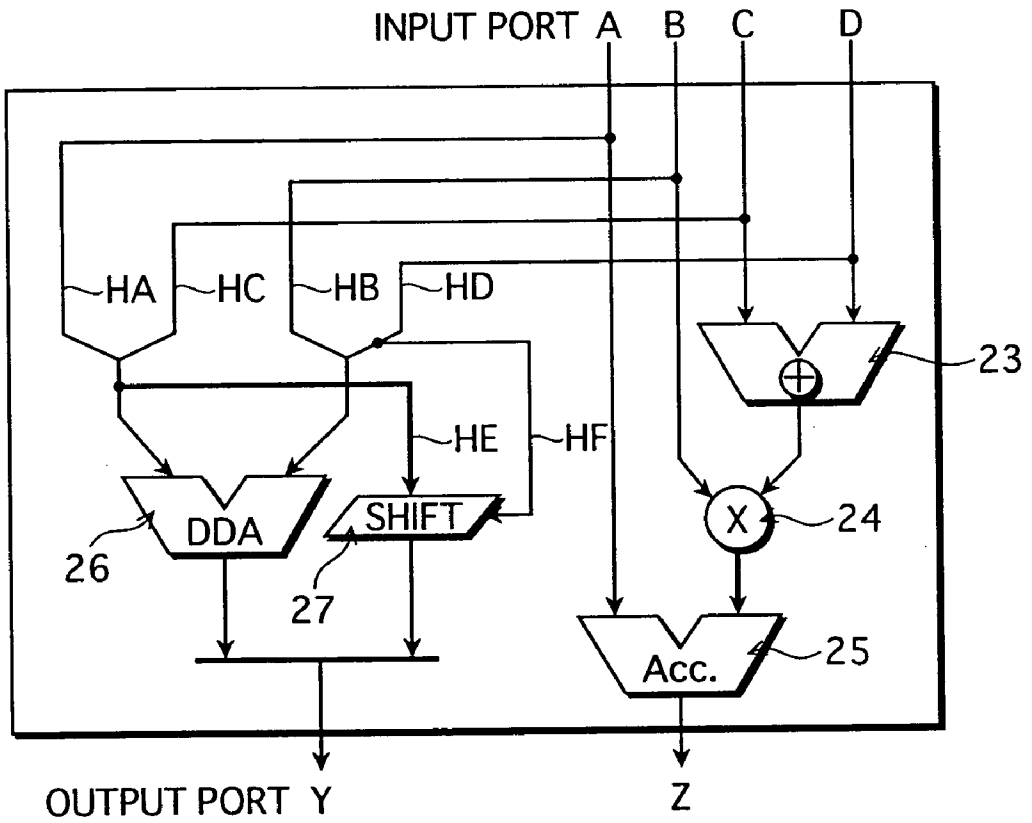 INPUT PORT A B C D
HA HC HB HD
23
+
HE HF
SHIFT
DDA
X
24
26
27
25
Acc.
OUTPUT PORT Y Z